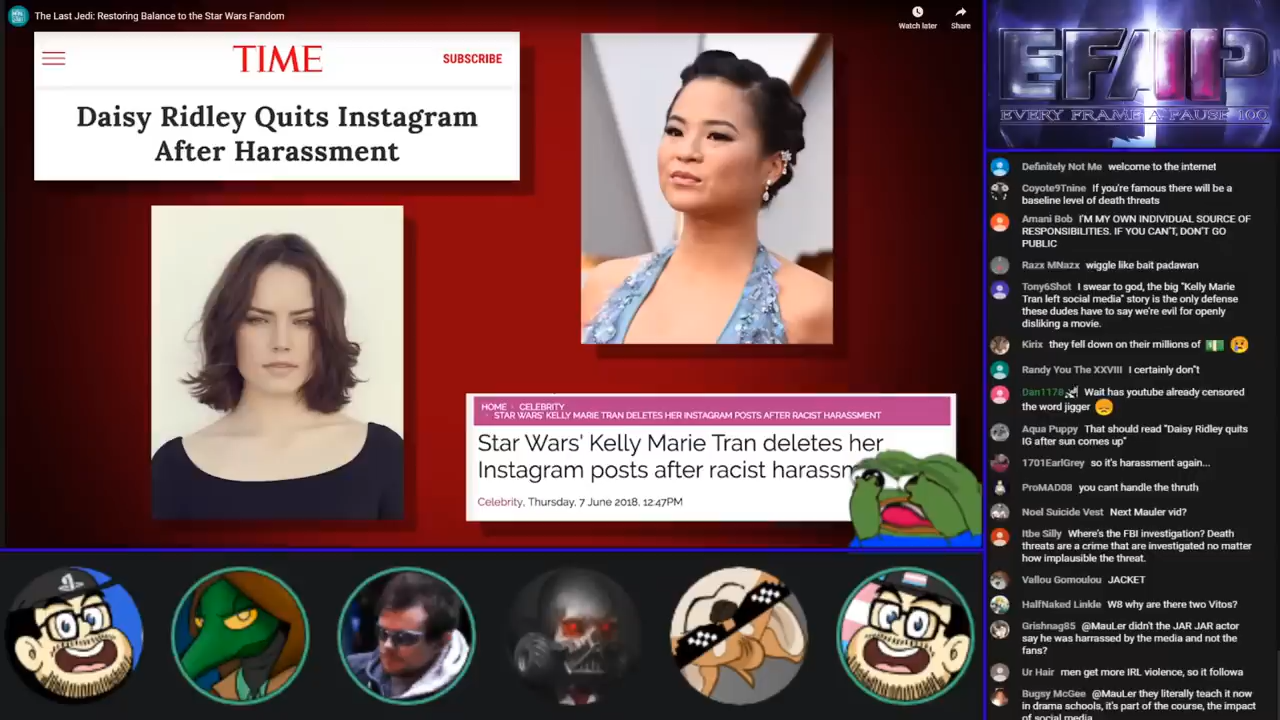 The Last Jedi: Restoring Balance to the Star Wars Fandom
Watch later
Share
TIME
SUBSCRIBE
Daisy Ridley Quits Instagram
After Harassment
HOME › CELEBRITY
› STAR WARS' KELLY MARIE TRAN DELETES HER INSTAGRAM POSTS AFTER RACIST HARASSMENT
Star Wars' Kelly Marie Tran deletes her
Instagram posts after racist harassm
Celebrity, Thursday, 7 June 2018, 12:47PM
EFAP
EVERY FRAME A PAUSE 100
Definitely Not Me welcome to the internet
Coyote9Tnine If you're famous there will be a
baseline level of death threats
Amani Bob I'M MY OWN INDIVIDUAL SOURCE OF
RESPONSIBILITIES. IF YOU CAN'T, DON'T GO
PUBLIC
Razx MNazx wiggle like bait padawan
Tony6Shot I swear to god, the big "Kelly Marie
Tran left social media" story is the only defense
these dudes have to say we're evil for openly
disliking a movie.
Kirix they fell down on their millions of 💵 😢
Randy You The XXVIII I certainly don't
Dan1178 Wait has youtube already censored
the word jigger 😞
Aqua Puppy That should read "Daisy Ridley quits
IG after sun comes up"
1701EarlGrey so it's harassment again...
ProMAD08 you cant handle the thruth
Noel Suicide Vest Next Mauler vid?
Itbe Silly Where's the FBI investigation? Death
threats are a crime that are investigated no matter
how implausible the threat.
Vallou Gomoulou JACKET
HalfNaked Linkle W8 why are there two Vitos?
Grishnag85 @MauLer didn't the JAR JAR actor
say he was harrassed by the media and not the
fans?
Ur Hair men get more IRL violence, so it followa
Bugsy McGee @MauLer they literally teach it now
in drama schools, it's part of the course, the impact
of social media